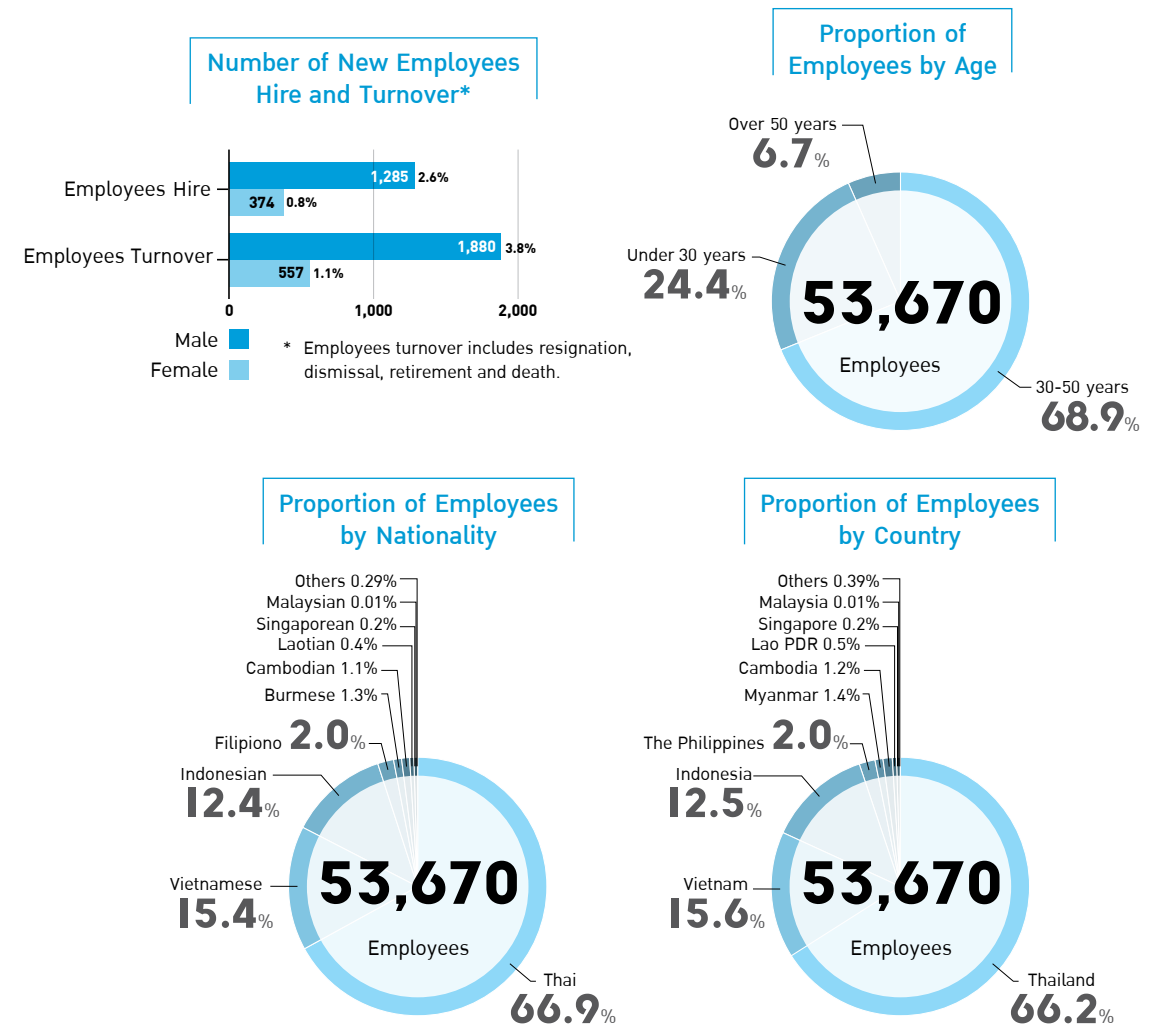 Number of New Employees
Hire and Turnover*
Employees Hire
1,285 2.6%
374 0.8%
Employees Turnover
1,880 3.8%
557 1.1%
0 1,000 2,000
Male
Female
* Employees turnover includes resignation,
dismissal, retirement and death.
Proportion of
Employees by Age
Over 50 years
6.7%
Under 30 years
24.4%
53,670
Employees
30-50 years
68.9%
Proportion of Employees
by Nationality
Others 0.29%
Malaysian 0.01%
Singaporean 0.2%
Laotian 0.4%
Cambodian 1.1%
Burmese 1.3%
Filipiono 2.0%
Indonesian
12.4%
Vietnamese
15.4%
53,670
Employees
Thai
66.9%
Proportion of Employees
by Country
Others 0.39%
Malaysia 0.01%
Singapore 0.2%
Lao PDR 0.5%
Cambodia 1.2%
Myanmar 1.4%
The Philippines 2.0%
Indonesia
12.5%
Vietnam
15.6%
53,670
Employees
Thailand
66.2%